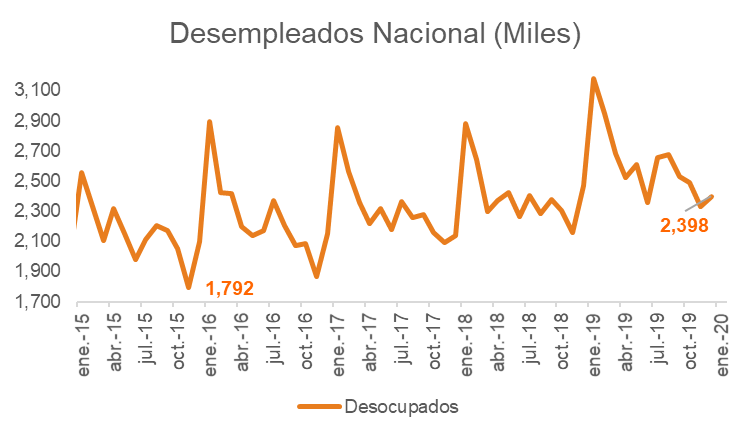 Desempleados Nacional (Miles)
3,100
2,900
2,700
2,500
2,300
2,100
1,900
1,700
1,792
2,398
ene.-15
abr.-15
jul.-15
oct.-15
ene.-16
abr.-16
jul.-16
oct.-16
ene.-17
abr.-17
jul.-17
oct.-17
ene.-18
abr.-18
jul.-18
oct.-18
ene.-19
abr.-19
jul.-19
oct.-19
ene.-20
Desocupados